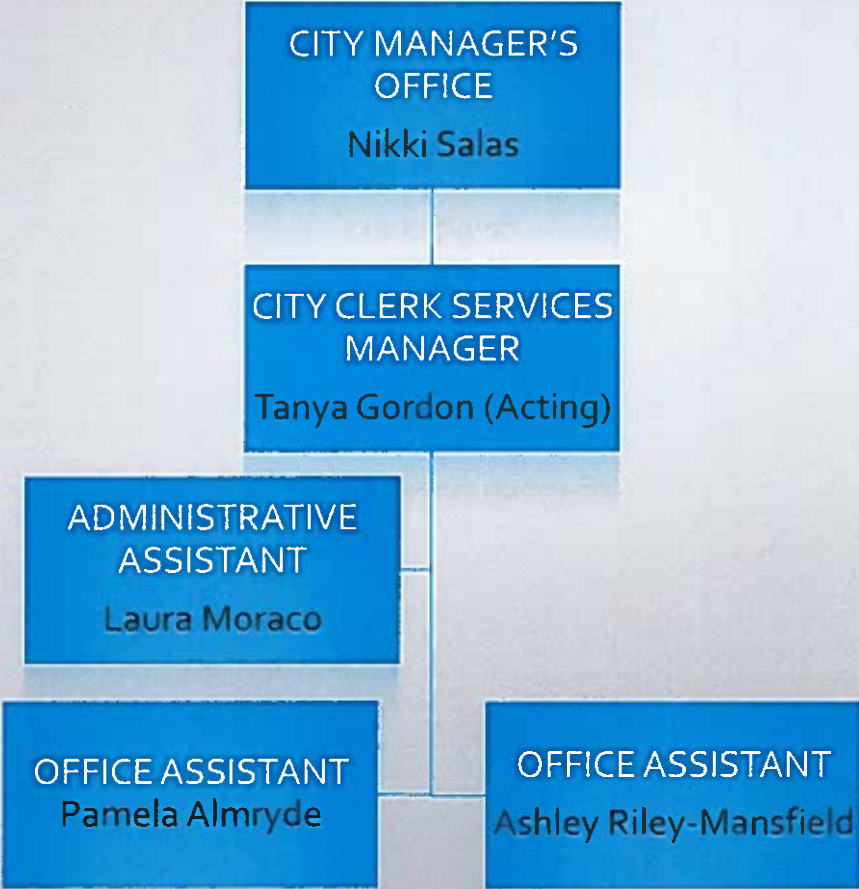 CITY MANAGER'S
OFFICE
Nikki Salas
CITY CLERK SERVICES
MANAGER
Tanya Gordon (Acting)
ADMINISTRATIVE
ASSISTANT
Laura Moraco
OFFICE ASSISTANT
Pamela Almryde
OFFICE ASSISTANT
Ashley Riley-Mansfield